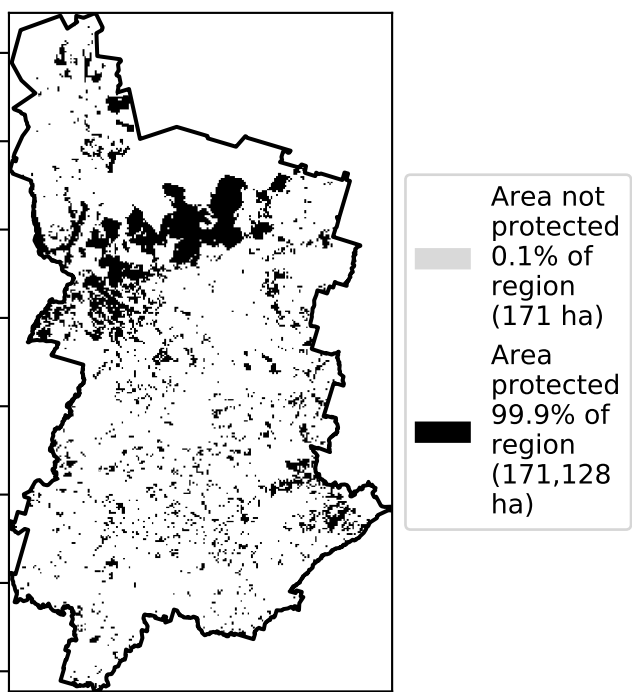 Area not
protected
0.1% of
region
(171 ha)
Area
protected
99.9% of
region
(171,128
ha)